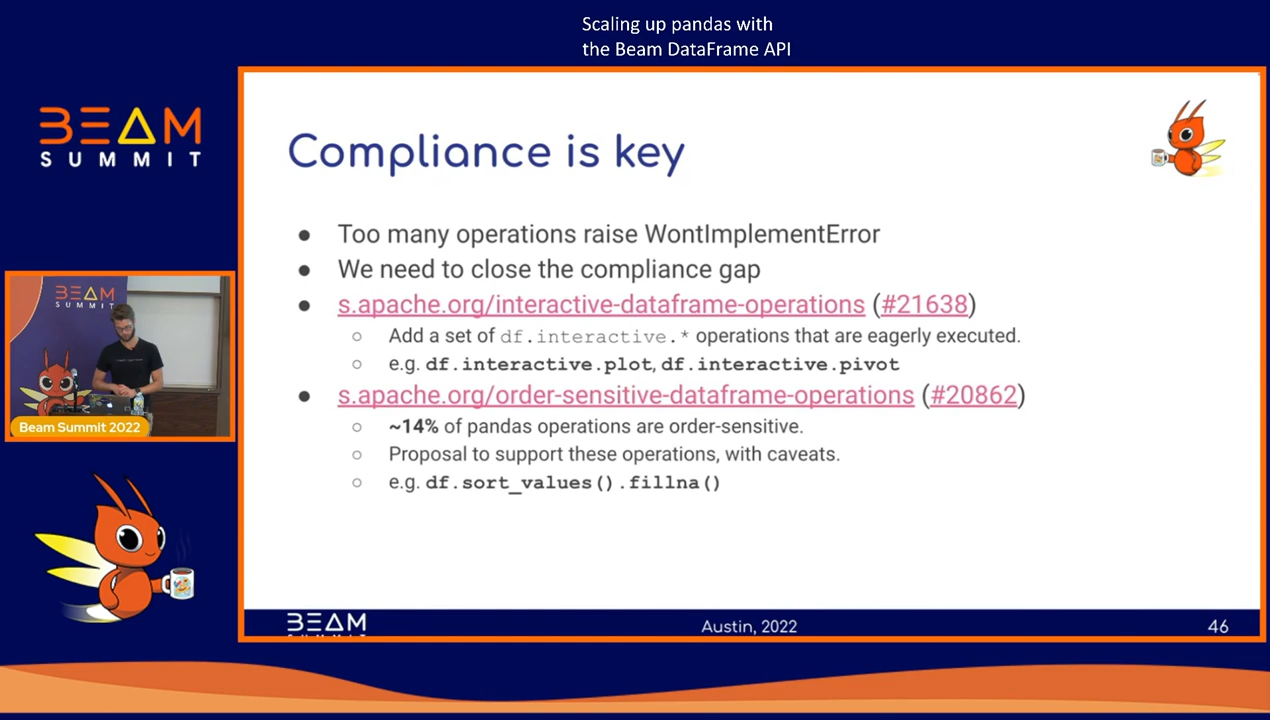 Scaling up pandas with
the Beam DataFrame API
BEAM
SUMMIT
Compliance is key
● Too many operations raise WontImplementError
● We need to close the compliance gap
● s.apache.org/interactive-dataframe-operations (#21638)
○ Add a set of df.interactive.* operations that are eagerly executed.
○ e.g. df.interactive.plot, df.interactive.pivot
● s.apache.org/order-sensitive-dataframe-operations (#20862)
○ ~14% of pandas operations are order-sensitive.
○ Proposal to support these operations, with caveats.
○ e.g. df.sort_values().fillna()
BEAM
SUMMIT
Beam Summit 2022
BEAM
Austin, 2022
46